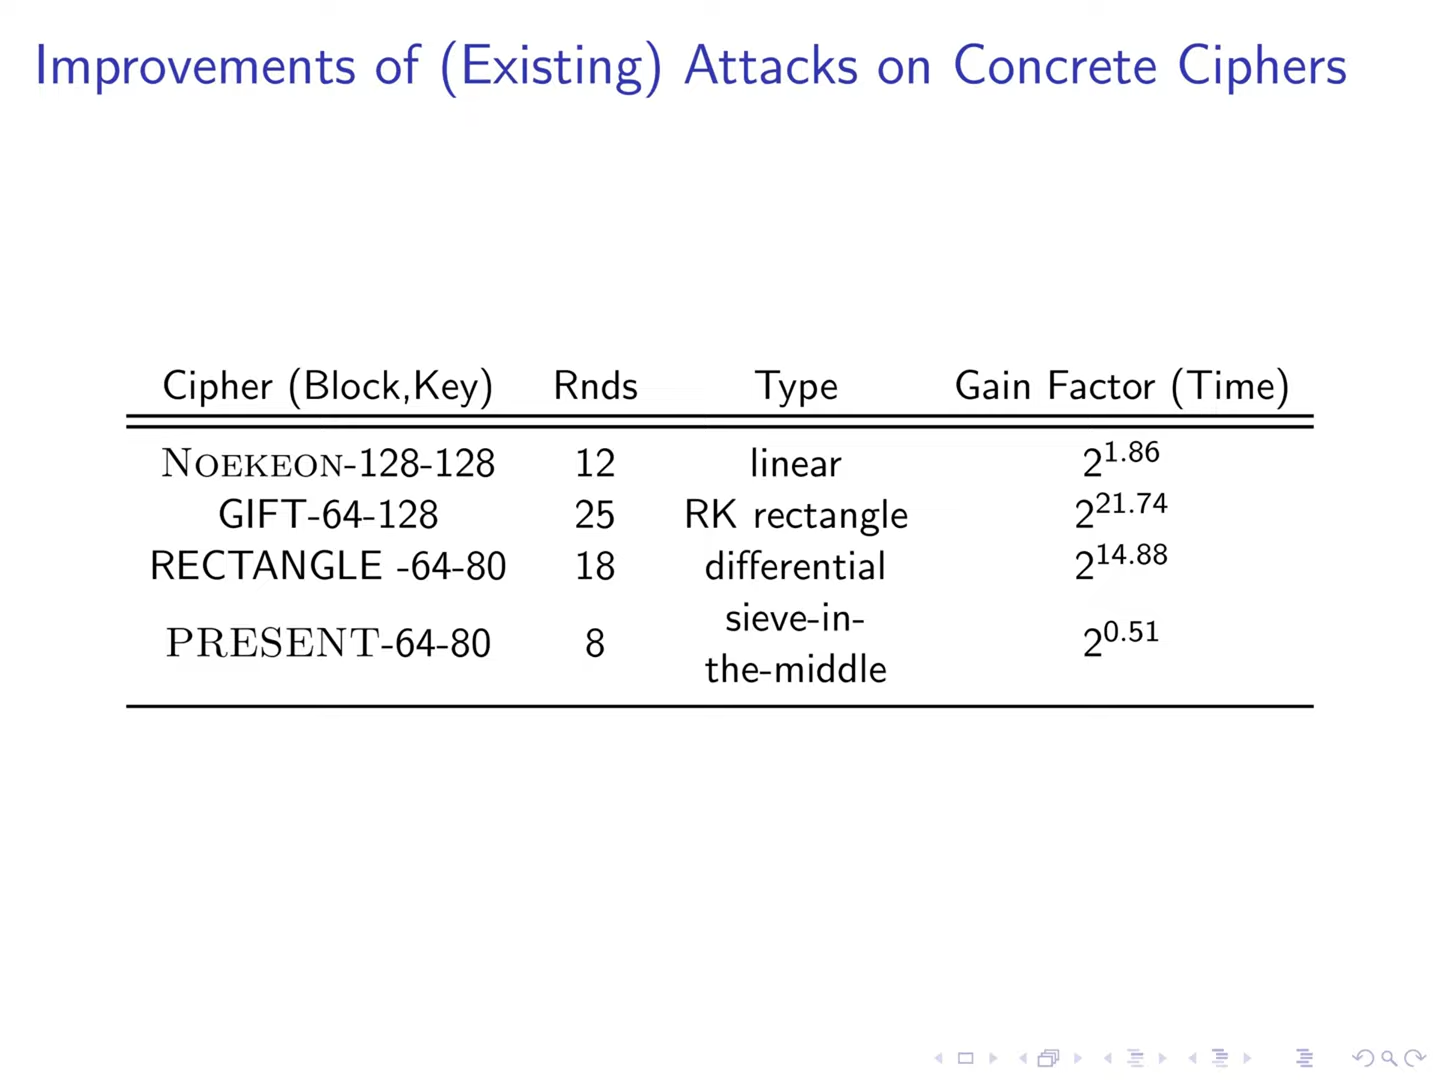 Improvements of (Existing) Attacks on Concrete Ciphers
Cipher (Block,Key) Rnds Type Gain Factor (Time)
NOEKEON-128-128 12 linear 2^1.86
GIFT-64-128 25 RK rectangle 2^21.74
RECTANGLE -64-80 18 differential 2^14.88
PRESENT-64-80 8 sieve-in-
the-middle 2^0.51